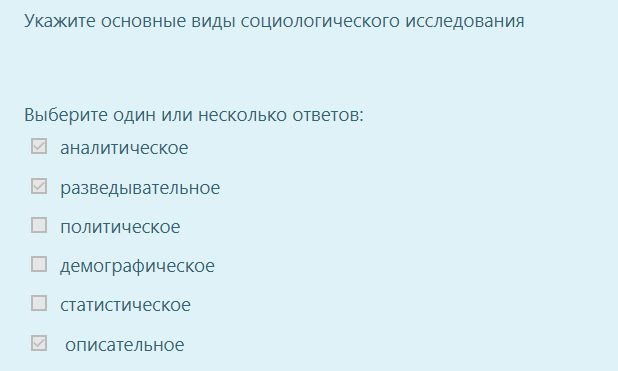 Укажите основные виды социологического исследования
Выберите один или несколько ответов:
аналитическое
разведывательное
политическое
демографическое
статистическое
описательное